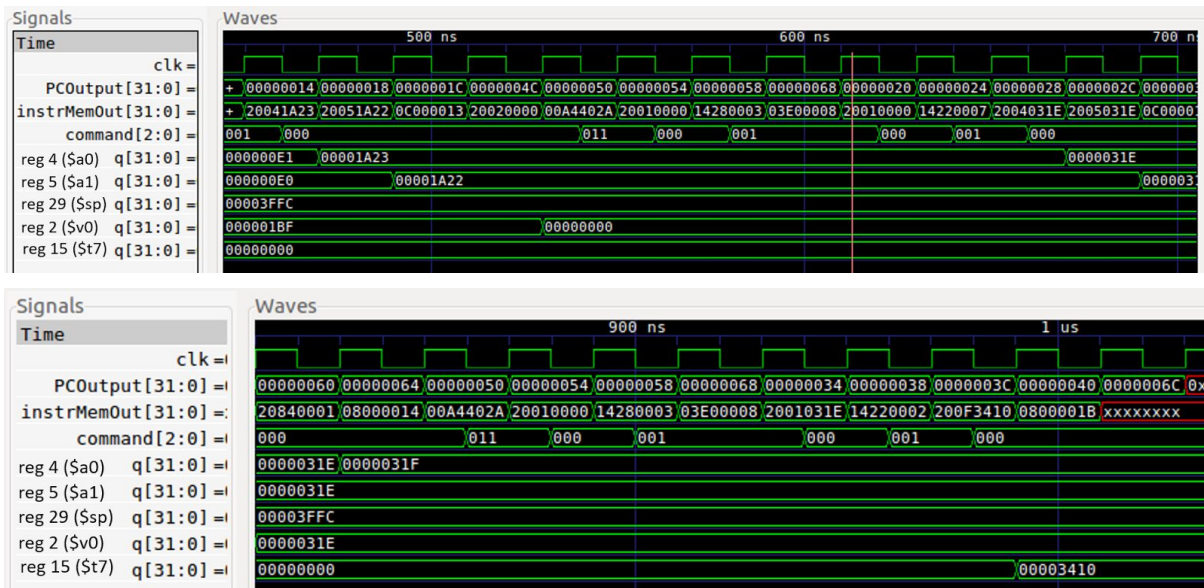 Signals Waves
Time 500 ns 600 ns 700 n
clk =
PCOutput[31:0] = + 00000014 00000018 0000001C 0000004C 00000050 00000054 00000058 00000068 00000020 00000024 00000028 0000002C 0000003
instrMemOut[31:0] = + 20041A23 20051A22 0C000013 20020000 00A4402A 20010000 14280003 03E00008 20010000 14220007 2004031E 2005031E 0C0000
command[2:0] = 001 000 011 000 001 000 001 000
reg 4 ($a0) q[31:0] = 000000E1 00001A23 0000031E
reg 5 ($a1) q[31:0] = 000000E0 00001A22 0000031
reg 29 ($sp) q[31:0] = 00003FFC
reg 2 ($v0) q[31:0] = 000001BF 00000000
reg 15 ($t7) q[31:0] = 00000000
Signals Waves
Time 900 ns 1 us
clk =
PCOutput[31:0] = 00000060 00000064 00000050 00000054 00000058 00000068 00000034 00000038 0000003C 00000040 0000006C 0x
instrMemOut[31:0] = 20840001 08000014 00A4402A 20010000 14280003 03E00008 2001031E 14220002 200F3410 0800001B xxxxxxxx
command[2:0] = 000 011 000 001 000 001 000
reg 4 ($a0) q[31:0] = 0000031E 0000031F
reg 5 ($a1) q[31:0] = 0000031E
reg 29 ($sp) q[31:0] = 00003FFC
reg 2 ($v0) q[31:0] = 0000031E
reg 15 ($t7) q[31:0] = 00000000 00003410